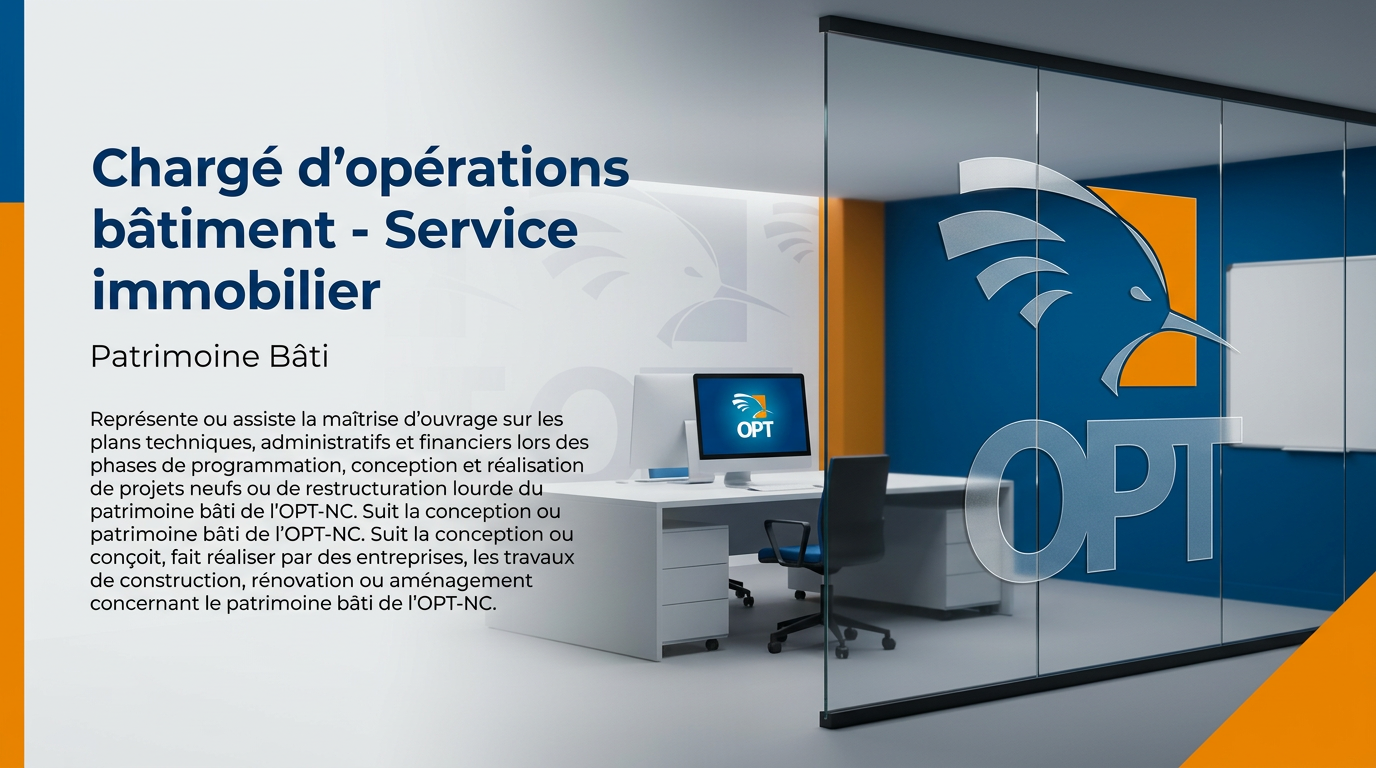 Chargé d’opérations
bâtiment - Service
immobilier
Patrimoine Bâti
Représente ou assiste la maîtrise d’ouvrage sur les
plans techniques, administratifs et financiers lors des
phases de programmation, conception et réalisation
de projets neufs ou de restructuration lourde du
patrimoine bâti de l’OPT-NC. Suit la conception ou
patrimoine bâti de l’OPT-NC. Suit la conception ou
conçoit, fait réaliser par des entreprises, les travaux
de construction, rénovation ou aménagement
concernant le patrimoine bâti de l’OPT-NC.
OPT
OPT